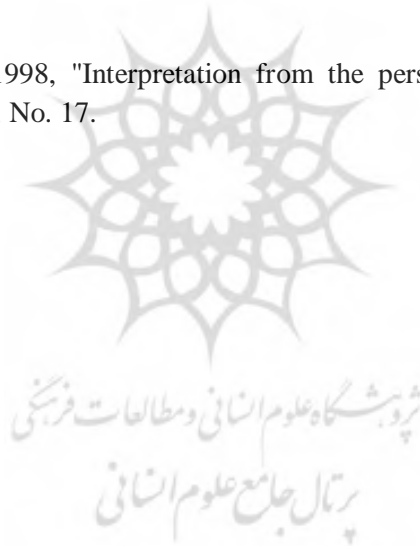 1998, "Interpretation from the pers
No. 17.
پژوهشگاه علوم انسانی و مطالعات فرهنگی
پرتال جامع علوم انسانی